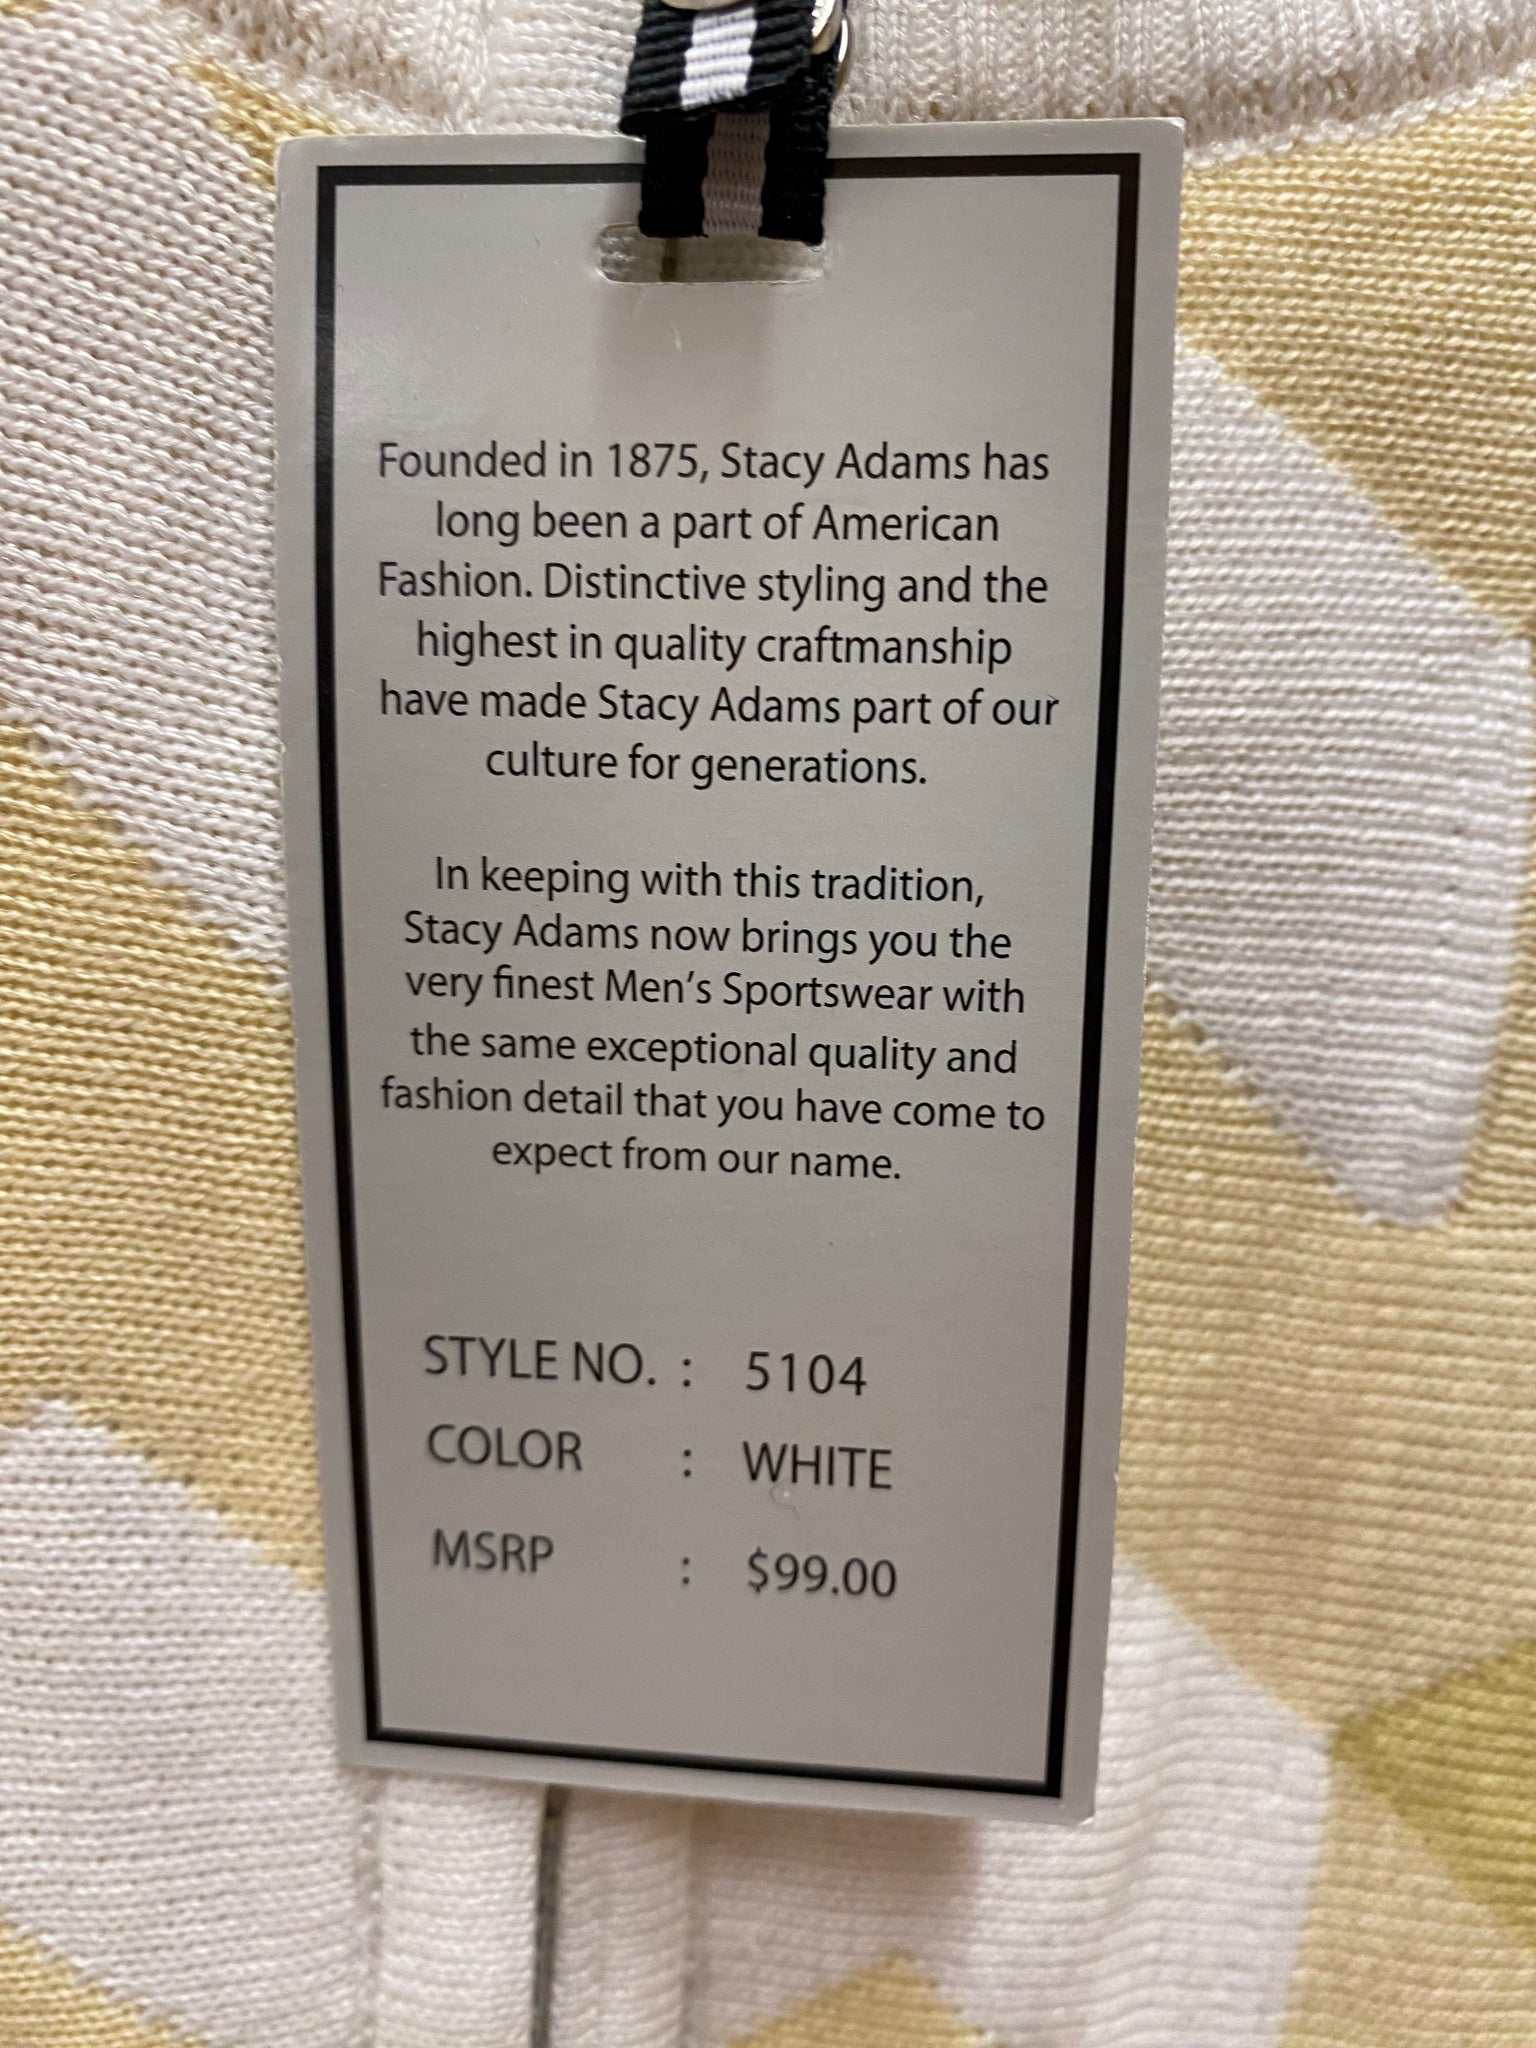 Founded in 1875, Stacy Adams has
long been a part of American
Fashion. Distinctive styling and the
highest in quality craftmanship
have made Stacy Adams part of our
culture for generations.
In keeping with this tradition,
Stacy Adams now brings you the
very finest Men's Sportswear with
the same exceptional quality and
fashion detail that you have come to
expect from our name.
STYLE NO. : 5104
COLOR : WHITE
MSRP : $99.00